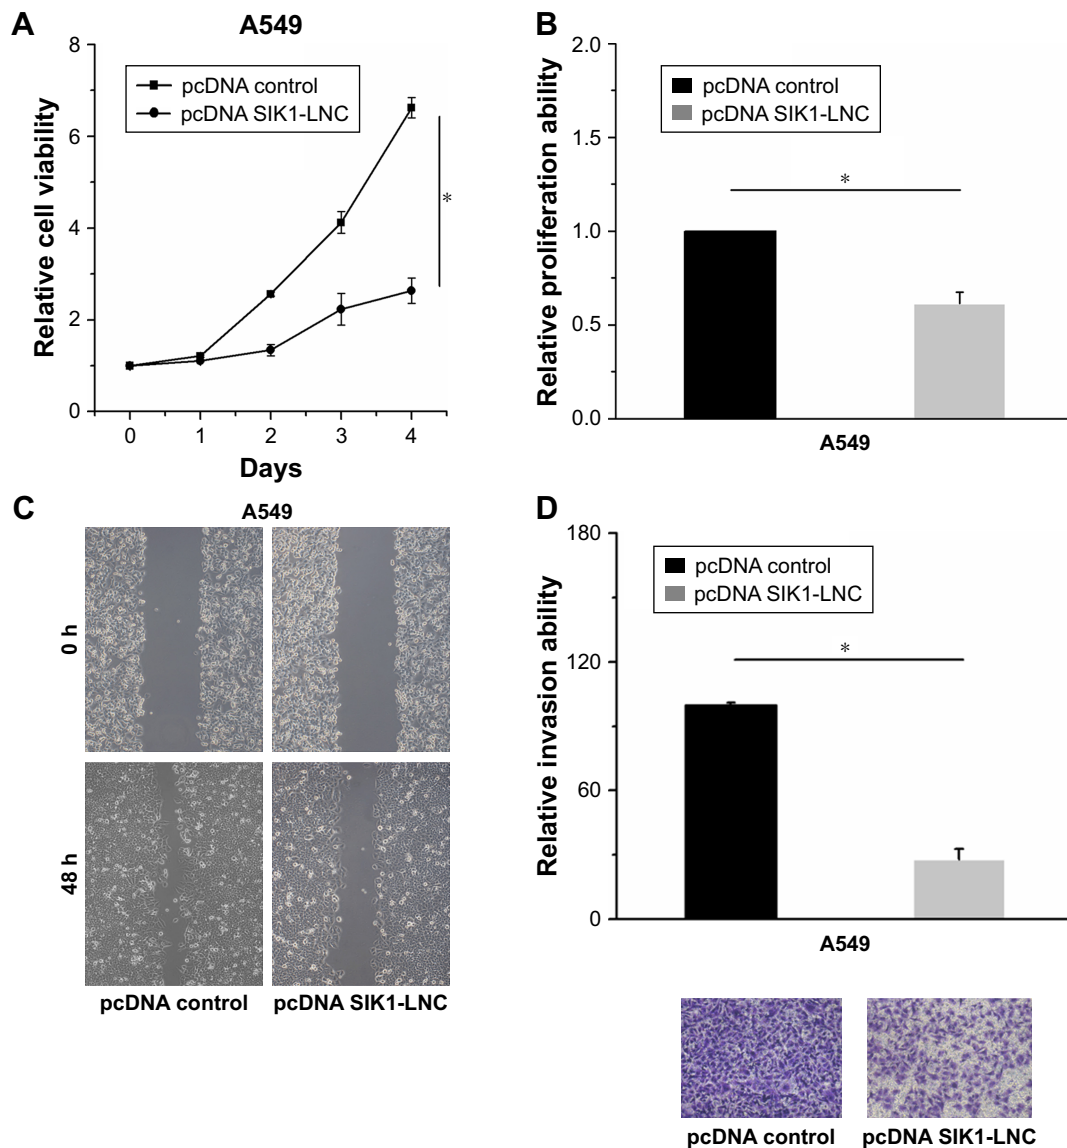 A
A549
8
6
4
2
0
Relative cell viability
pcDNA control
pcDNA SIK1-LNC
*
0 1 2 3 4
Days
B
2.0
1.5
1.0
0.5
0.0
Relative proliferation ability
pcDNA control
pcDNA SIK1-LNC
*
A549
C
A549
0 h
48 h
pcDNA control pcDNA SIK1-LNC
D
180
120
60
0
Relative invasion ability
pcDNA control
pcDNA SIK1-LNC
*
A549
pcDNA control pcDNA SIK1-LNC